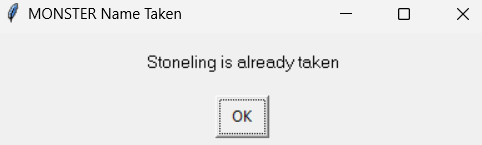 MONSTER Name Taken
Stoneling is already taken
OK